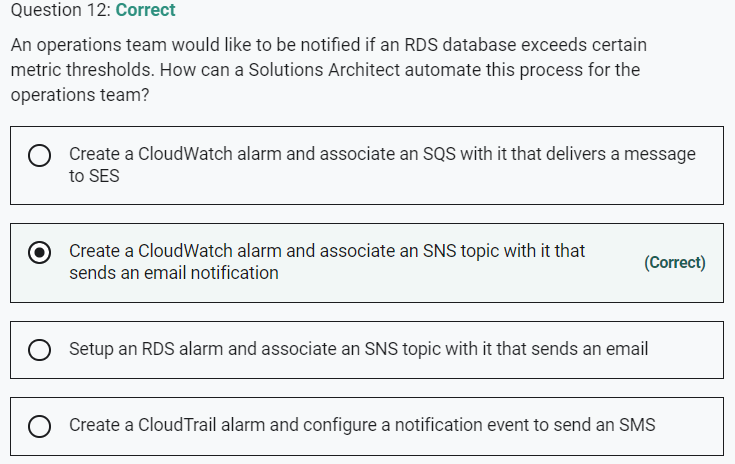 Question 12: Correct
An operations team would like to be notified if an RDS database exceeds certain
metric thresholds. How can a Solutions Architect automate this process for the
operations team?
Create a CloudWatch alarm and associate an SQS with it that delivers a message
to SES
Create a CloudWatch alarm and associate an SNS topic with it that
sends an email notification
(Correct)
Setup an RDS alarm and associate an SNS topic with it that sends an email
Create a CloudTrail alarm and configure a notification event to send an SMS